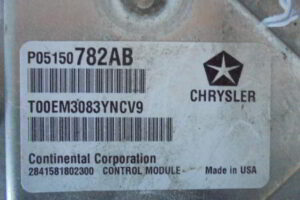 P05150782AB
T00EM3083YNCV9
CHRYSLER
Continental Corporation
2841581802300 CONTROL MODULE Made in USA